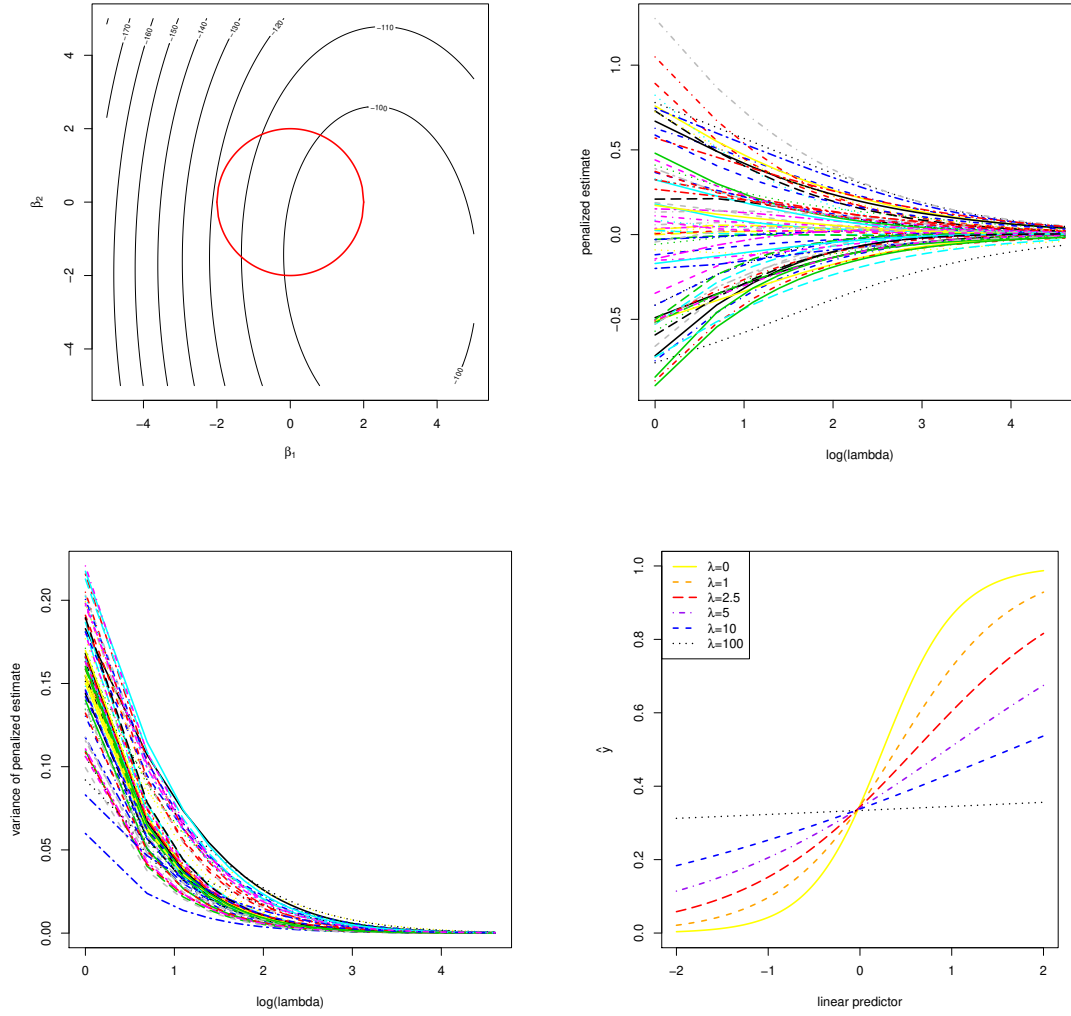 −170 −160 −150 −140 −130 −120 −110
−100
−100
4
2
0
−2
−4
β2
−4 −2 0 2 4
β1
1.0
0.5
0.0
−0.5
penalized estimate
0 1 2 3 4
log(lambda)
0.20
0.15
0.10
0.05
0.00
variance of penalized estimate
0 1 2 3 4
log(lambda)
λ=0
λ=1
λ=2.5
λ=5
λ=10
λ=100
1.0
0.8
0.6
0.4
0.2
0.0
ŷ
−2 −1 0 1 2
linear predictor